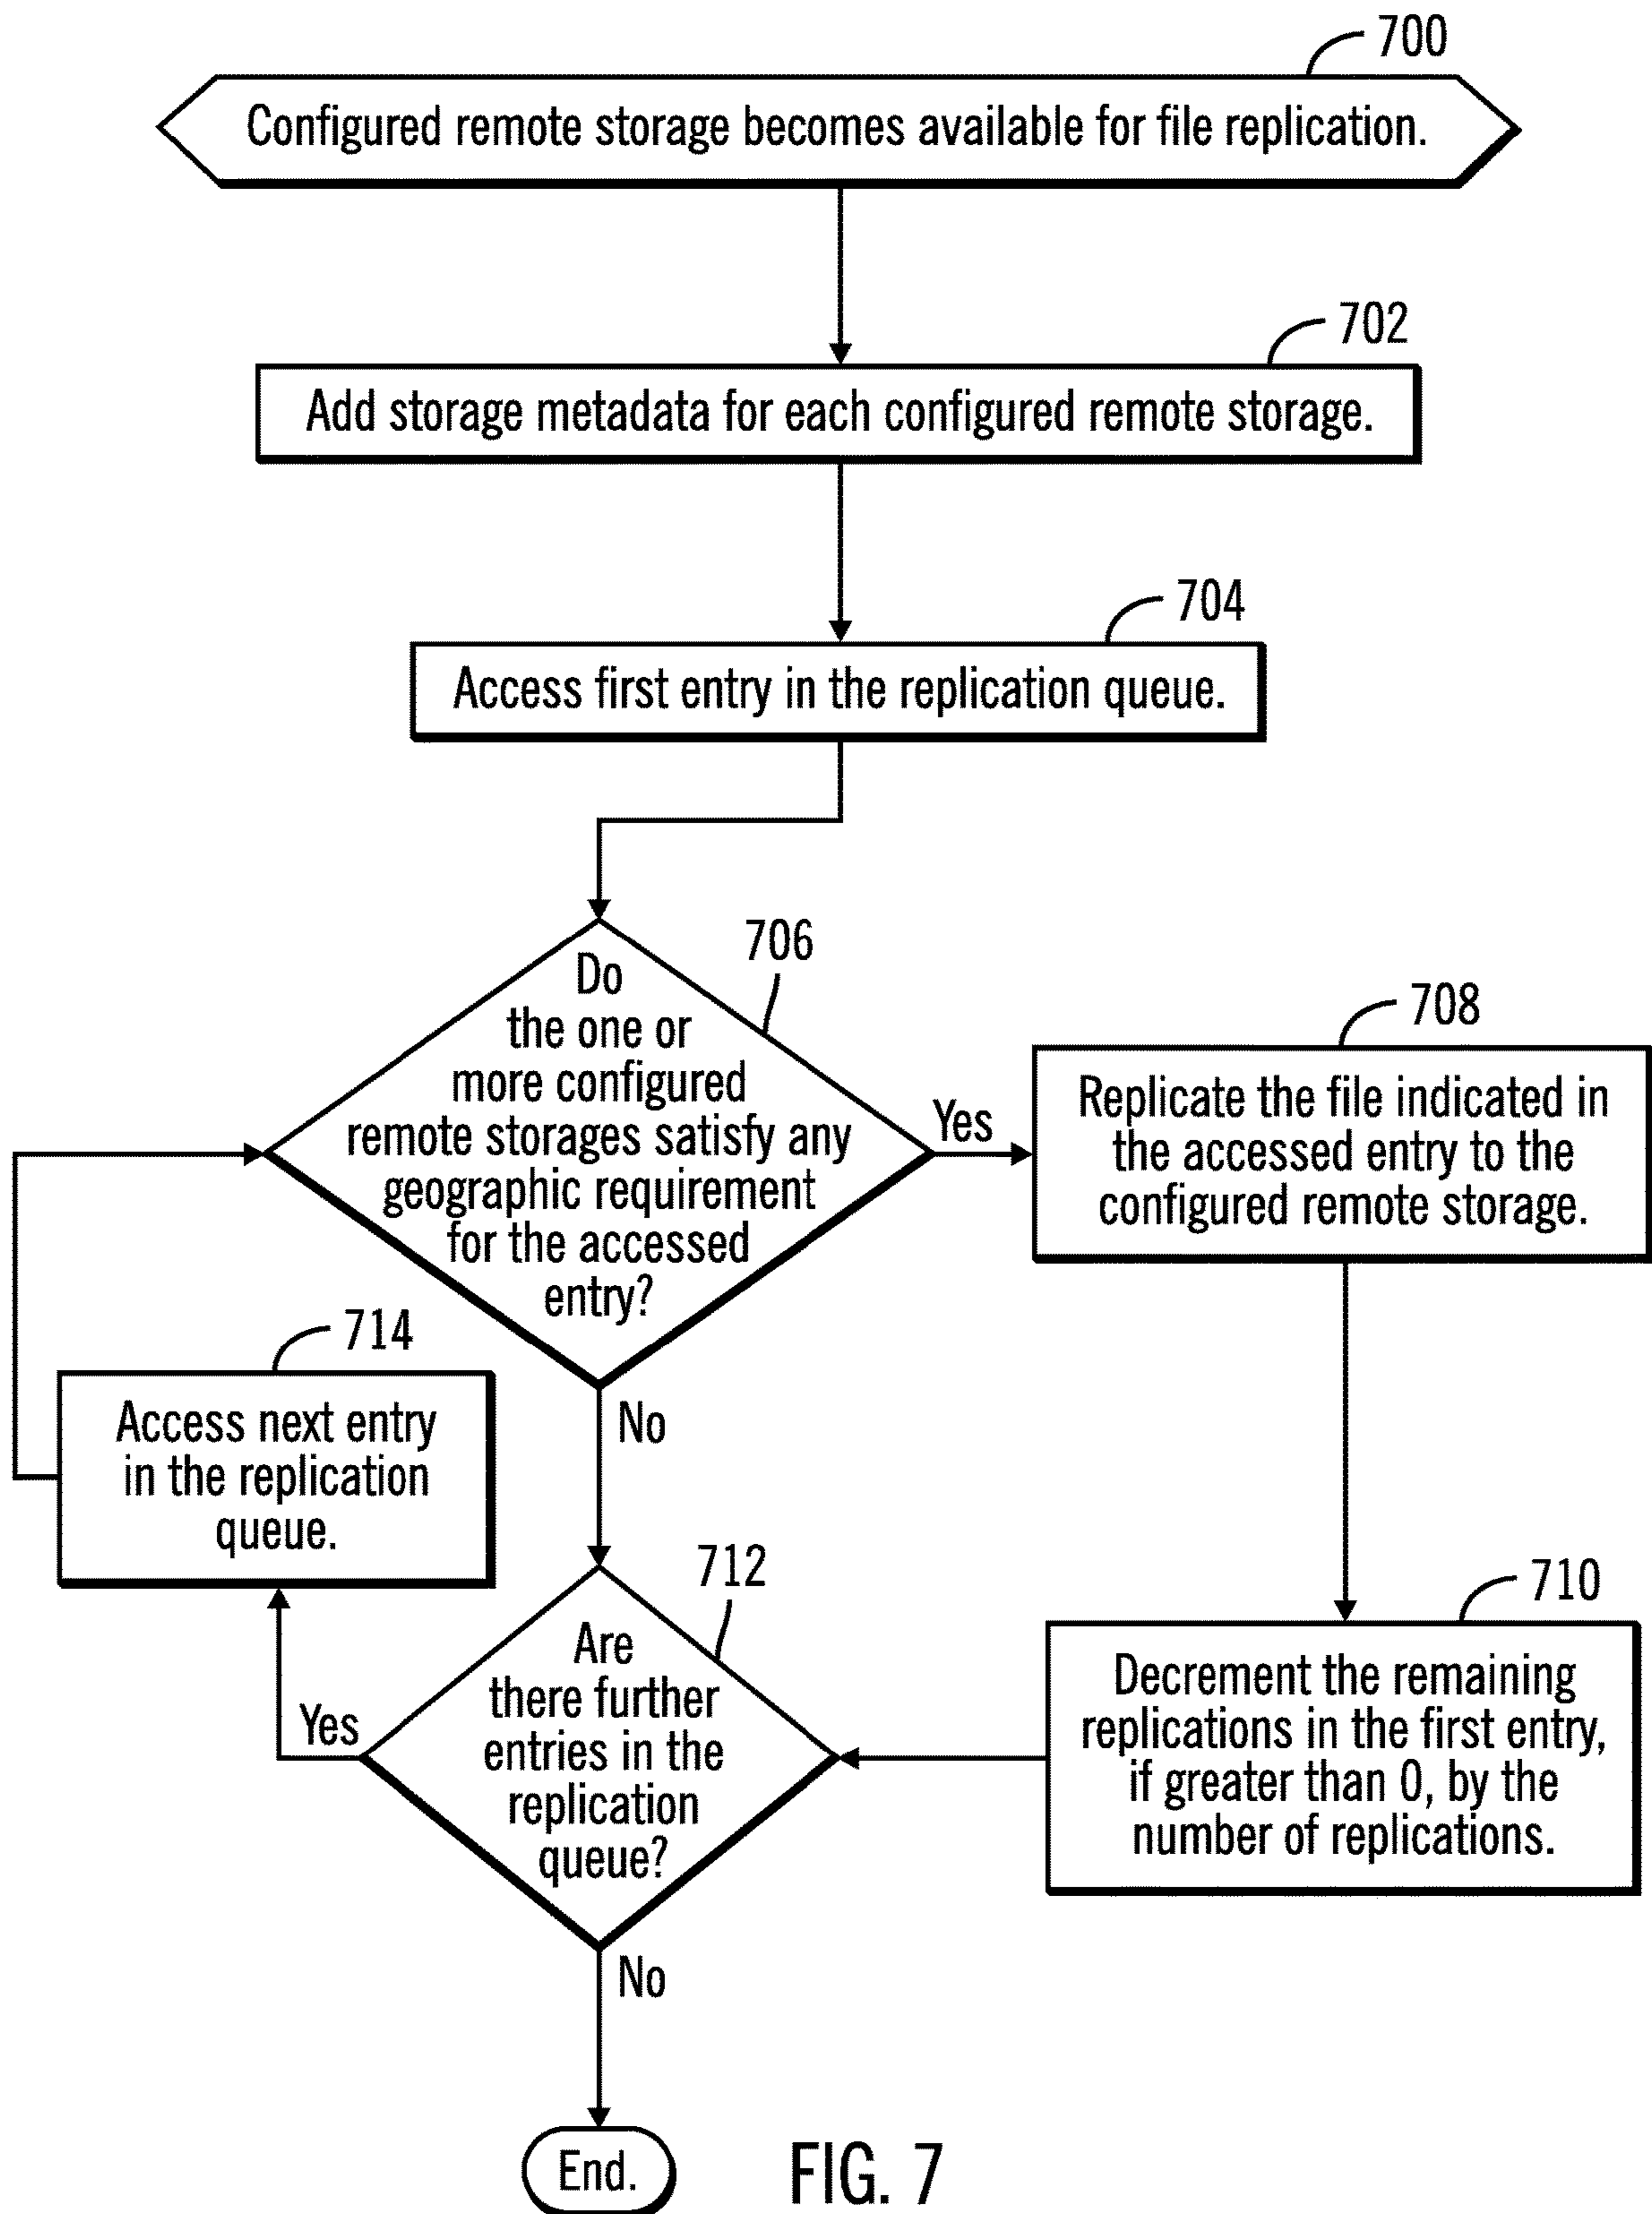 700
Configured remote storage becomes available for file replication.
702
Add storage metadata for each configured remote storage.
704
Access first entry in the replication queue.
706
Do
the one or
more configured
remote storages satisfy any
geographic requirement
for the accessed
entry?
Yes
708
Replicate the file indicated in
the accessed entry to the
configured remote storage.
714
Access next entry
in the replication
queue.
No
712
Are
there further
entries in the
replication
queue?
Yes
710
Decrement the remaining
replications in the first entry,
if greater than 0, by the
number of replications.
No
End.
FIG. 7